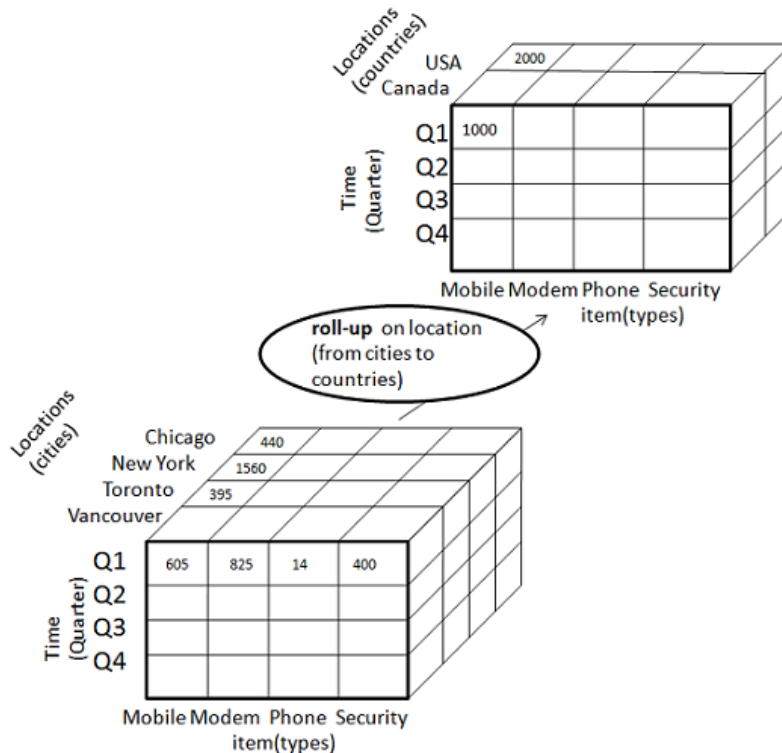 Locations
(countries)
USA
2000
Canada
Time
(Quarter)
Q1
1000
Q2
Q3
Q4
Mobile Modem Phone Security
item(types)
roll-up on location
(from cities to
countries)
Locations
(cities)
Chicago
440
New York
1560
Toronto
395
Vancouver
Time
(Quarter)
Q1 605 825 14 400
Q2
Q3
Q4
Mobile Modem Phone Security
item(types)